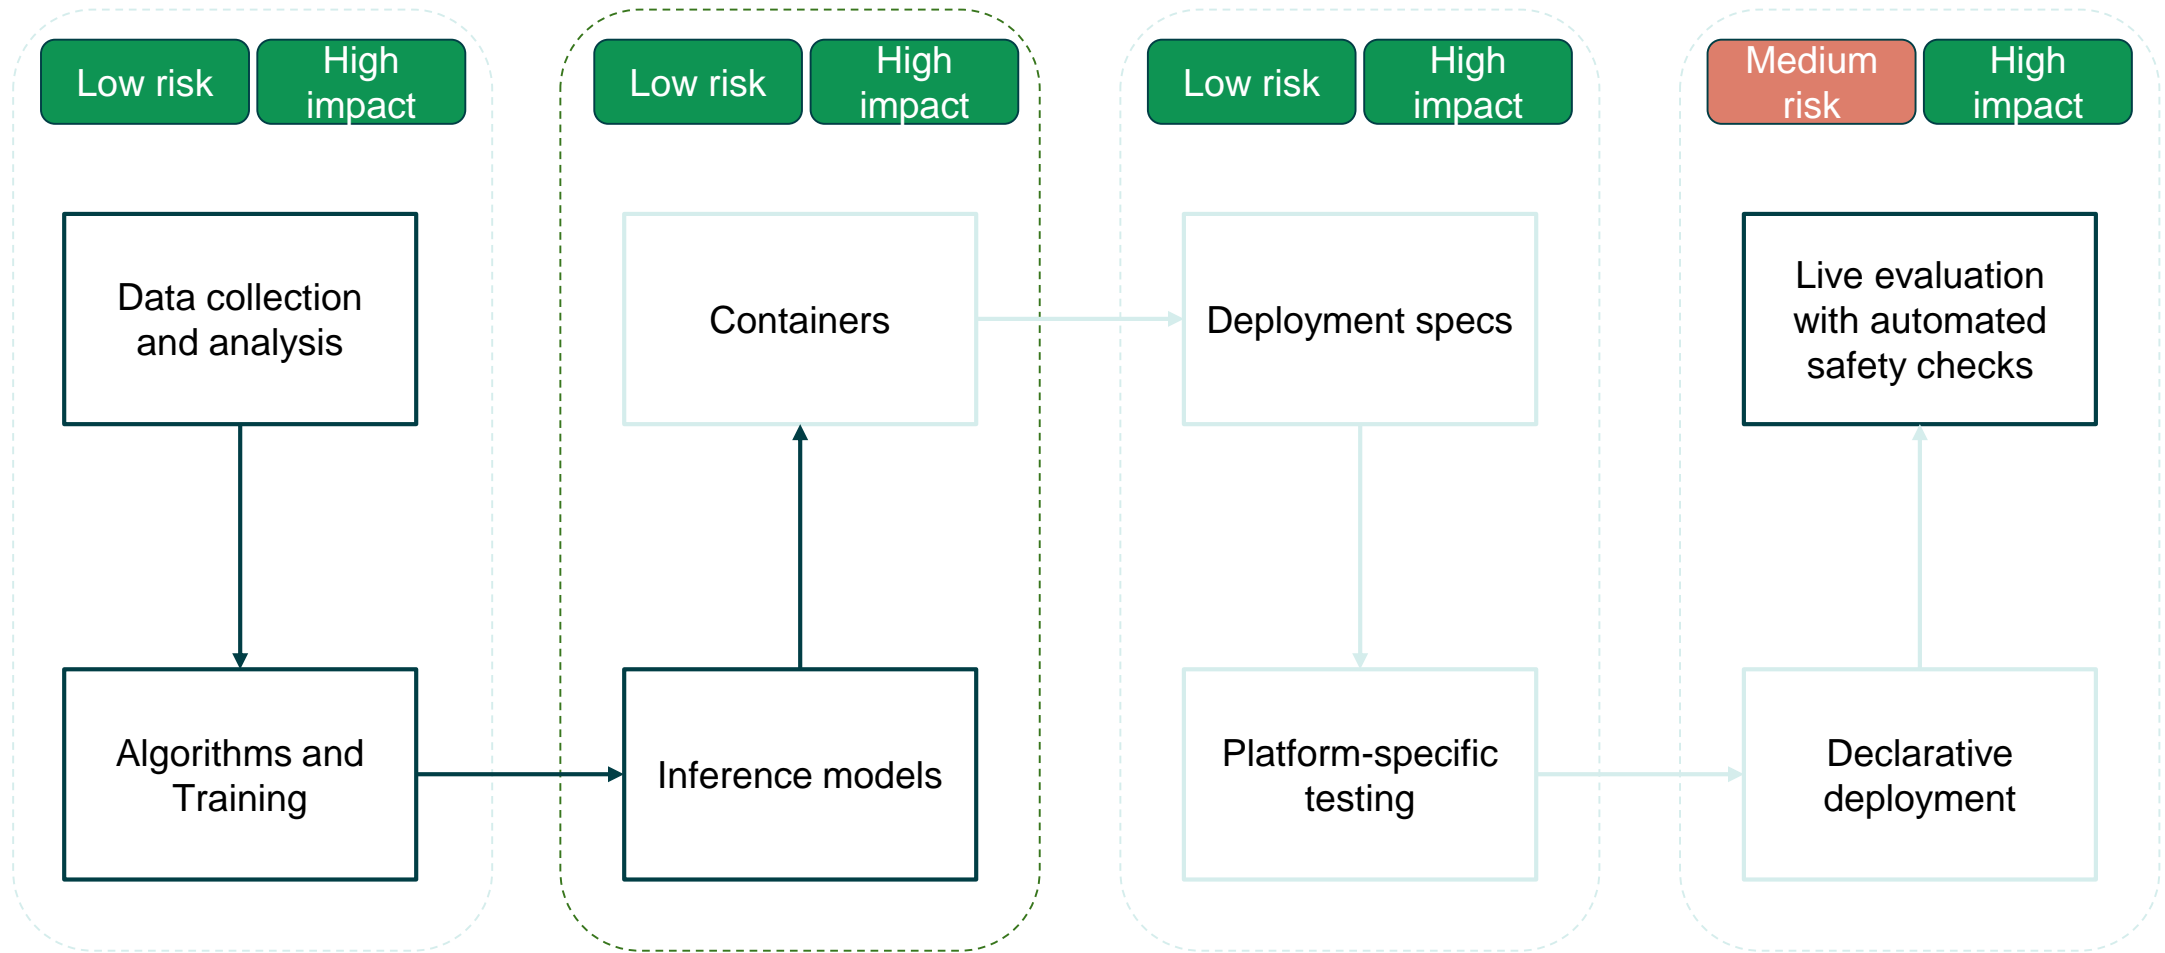 Low risk
High
impact
Low risk
High
impact
Low risk
High
impact
Medium
risk
High
impact
Data collection
and analysis
Containers
Deployment specs
Live evaluation
with automated
safety checks
Algorithms and
Training
Inference models
Platform-specific
testing
Declarative
deployment